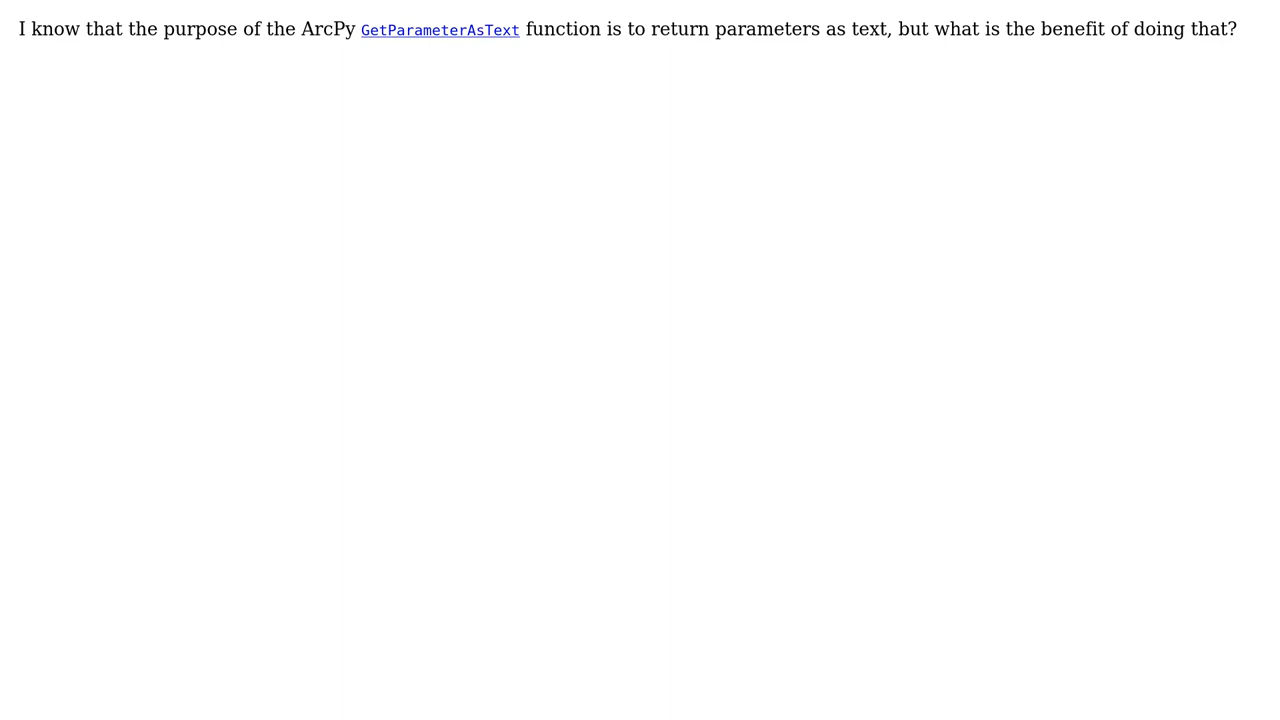 I know that the purpose of the ArcPy GetParameterAsText function is to return parameters as text, but what is the benefit of doing that?